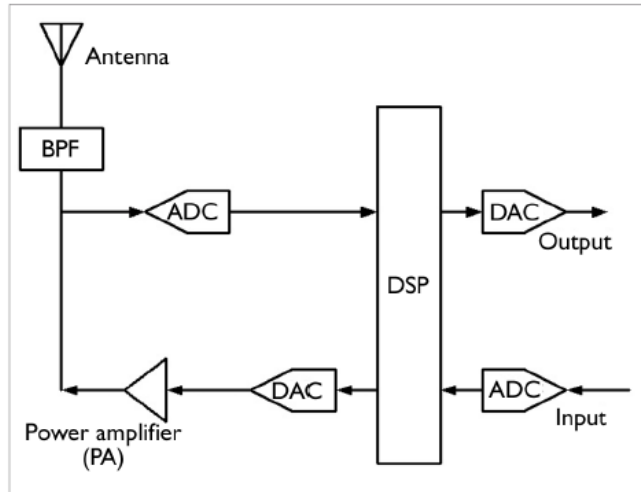 Antenna
BPF
ADC
DAC
Output
DSP
DAC
ADC
Power amplifier
(PA)
Input